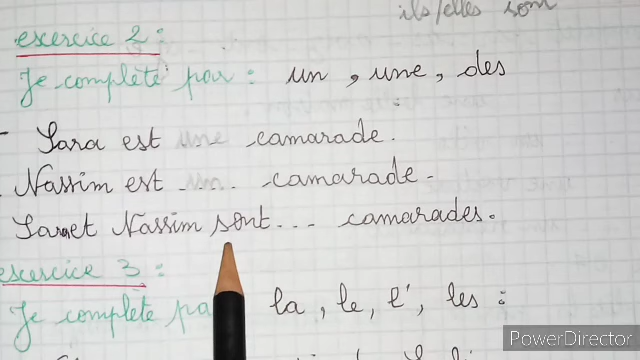 ils/elles sont
exercice 2 :
Je complète par : un , une , des
- Sara est une camarade.
. Nassim est un camarade.
Sara et Nassim sont ... camarades.
exercice 3 :
Je complète pa la , le , l' , les :
PowerDirector